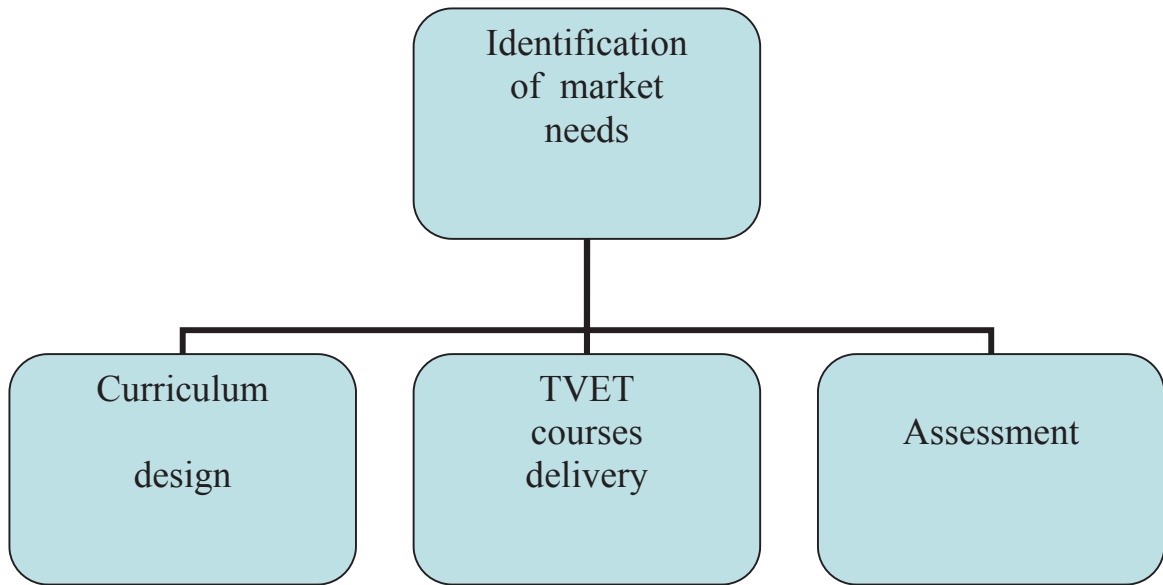 Identification
of market
needs
Curriculum
design
TVET
courses
delivery
Assessment